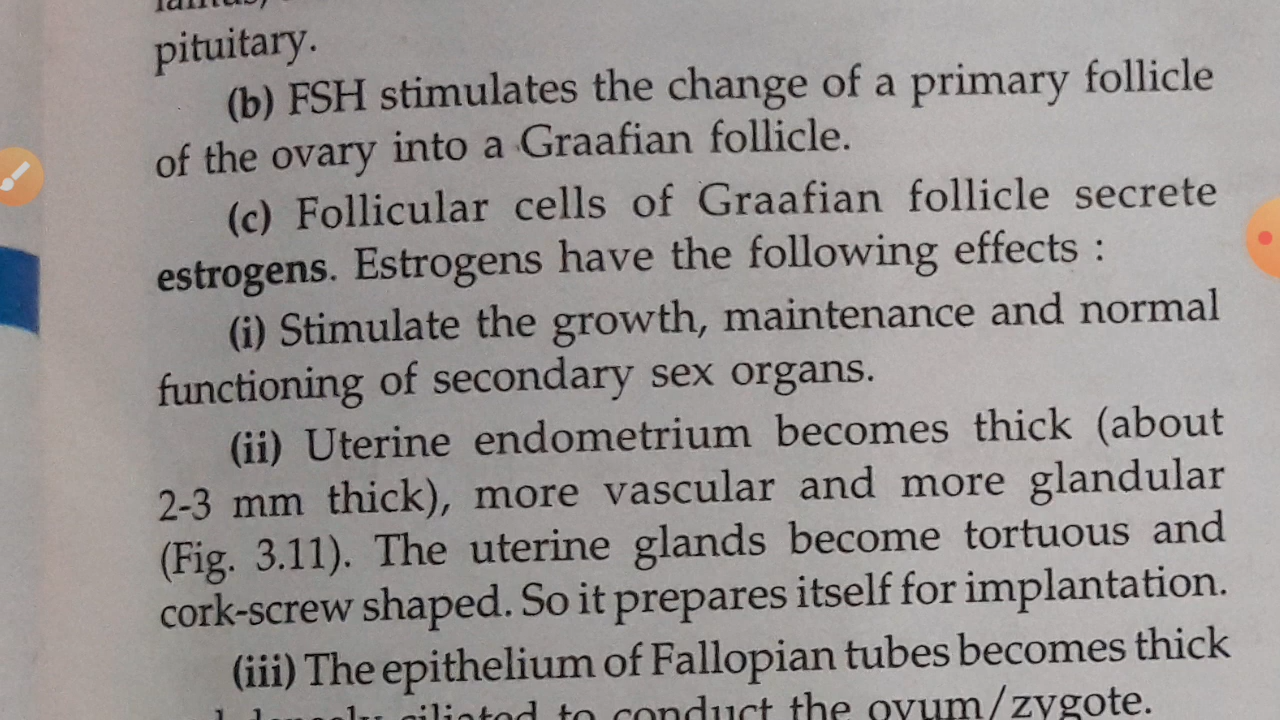 pituitary.
(b) FSH stimulates the change of a primary follicle
of the ovary into a Graafian follicle.
(c) Follicular cells of Graafian follicle secrete
estrogens. Estrogens have the following effects :
(i) Stimulate the growth, maintenance and normal
functioning of secondary sex organs.
(ii) Uterine endometrium becomes thick (about
2-3 mm thick), more vascular and more glandular
(Fig. 3.11). The uterine glands become tortuous and
cork-screw shaped. So it prepares itself for implantation.
(iii) The epithelium of Fallopian tubes becomes thick
ciliated to conduct the ovum/zygote.